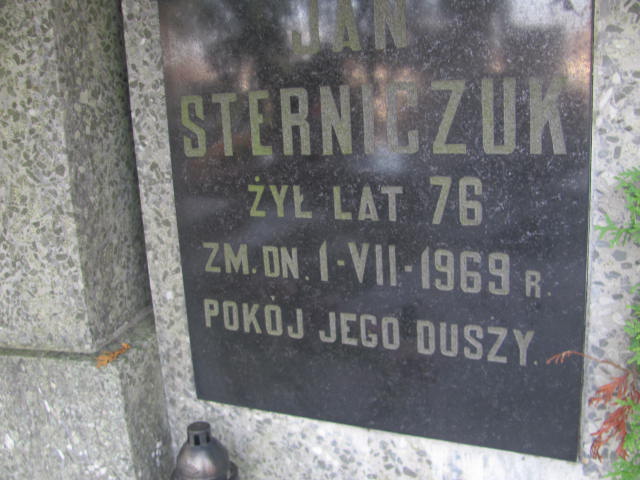 JAN
STERNICZUK
ŻYŁ LAT 76
ZM. DN. 1-VII-1969 R.
POKÓJ JEGO DUSZY.